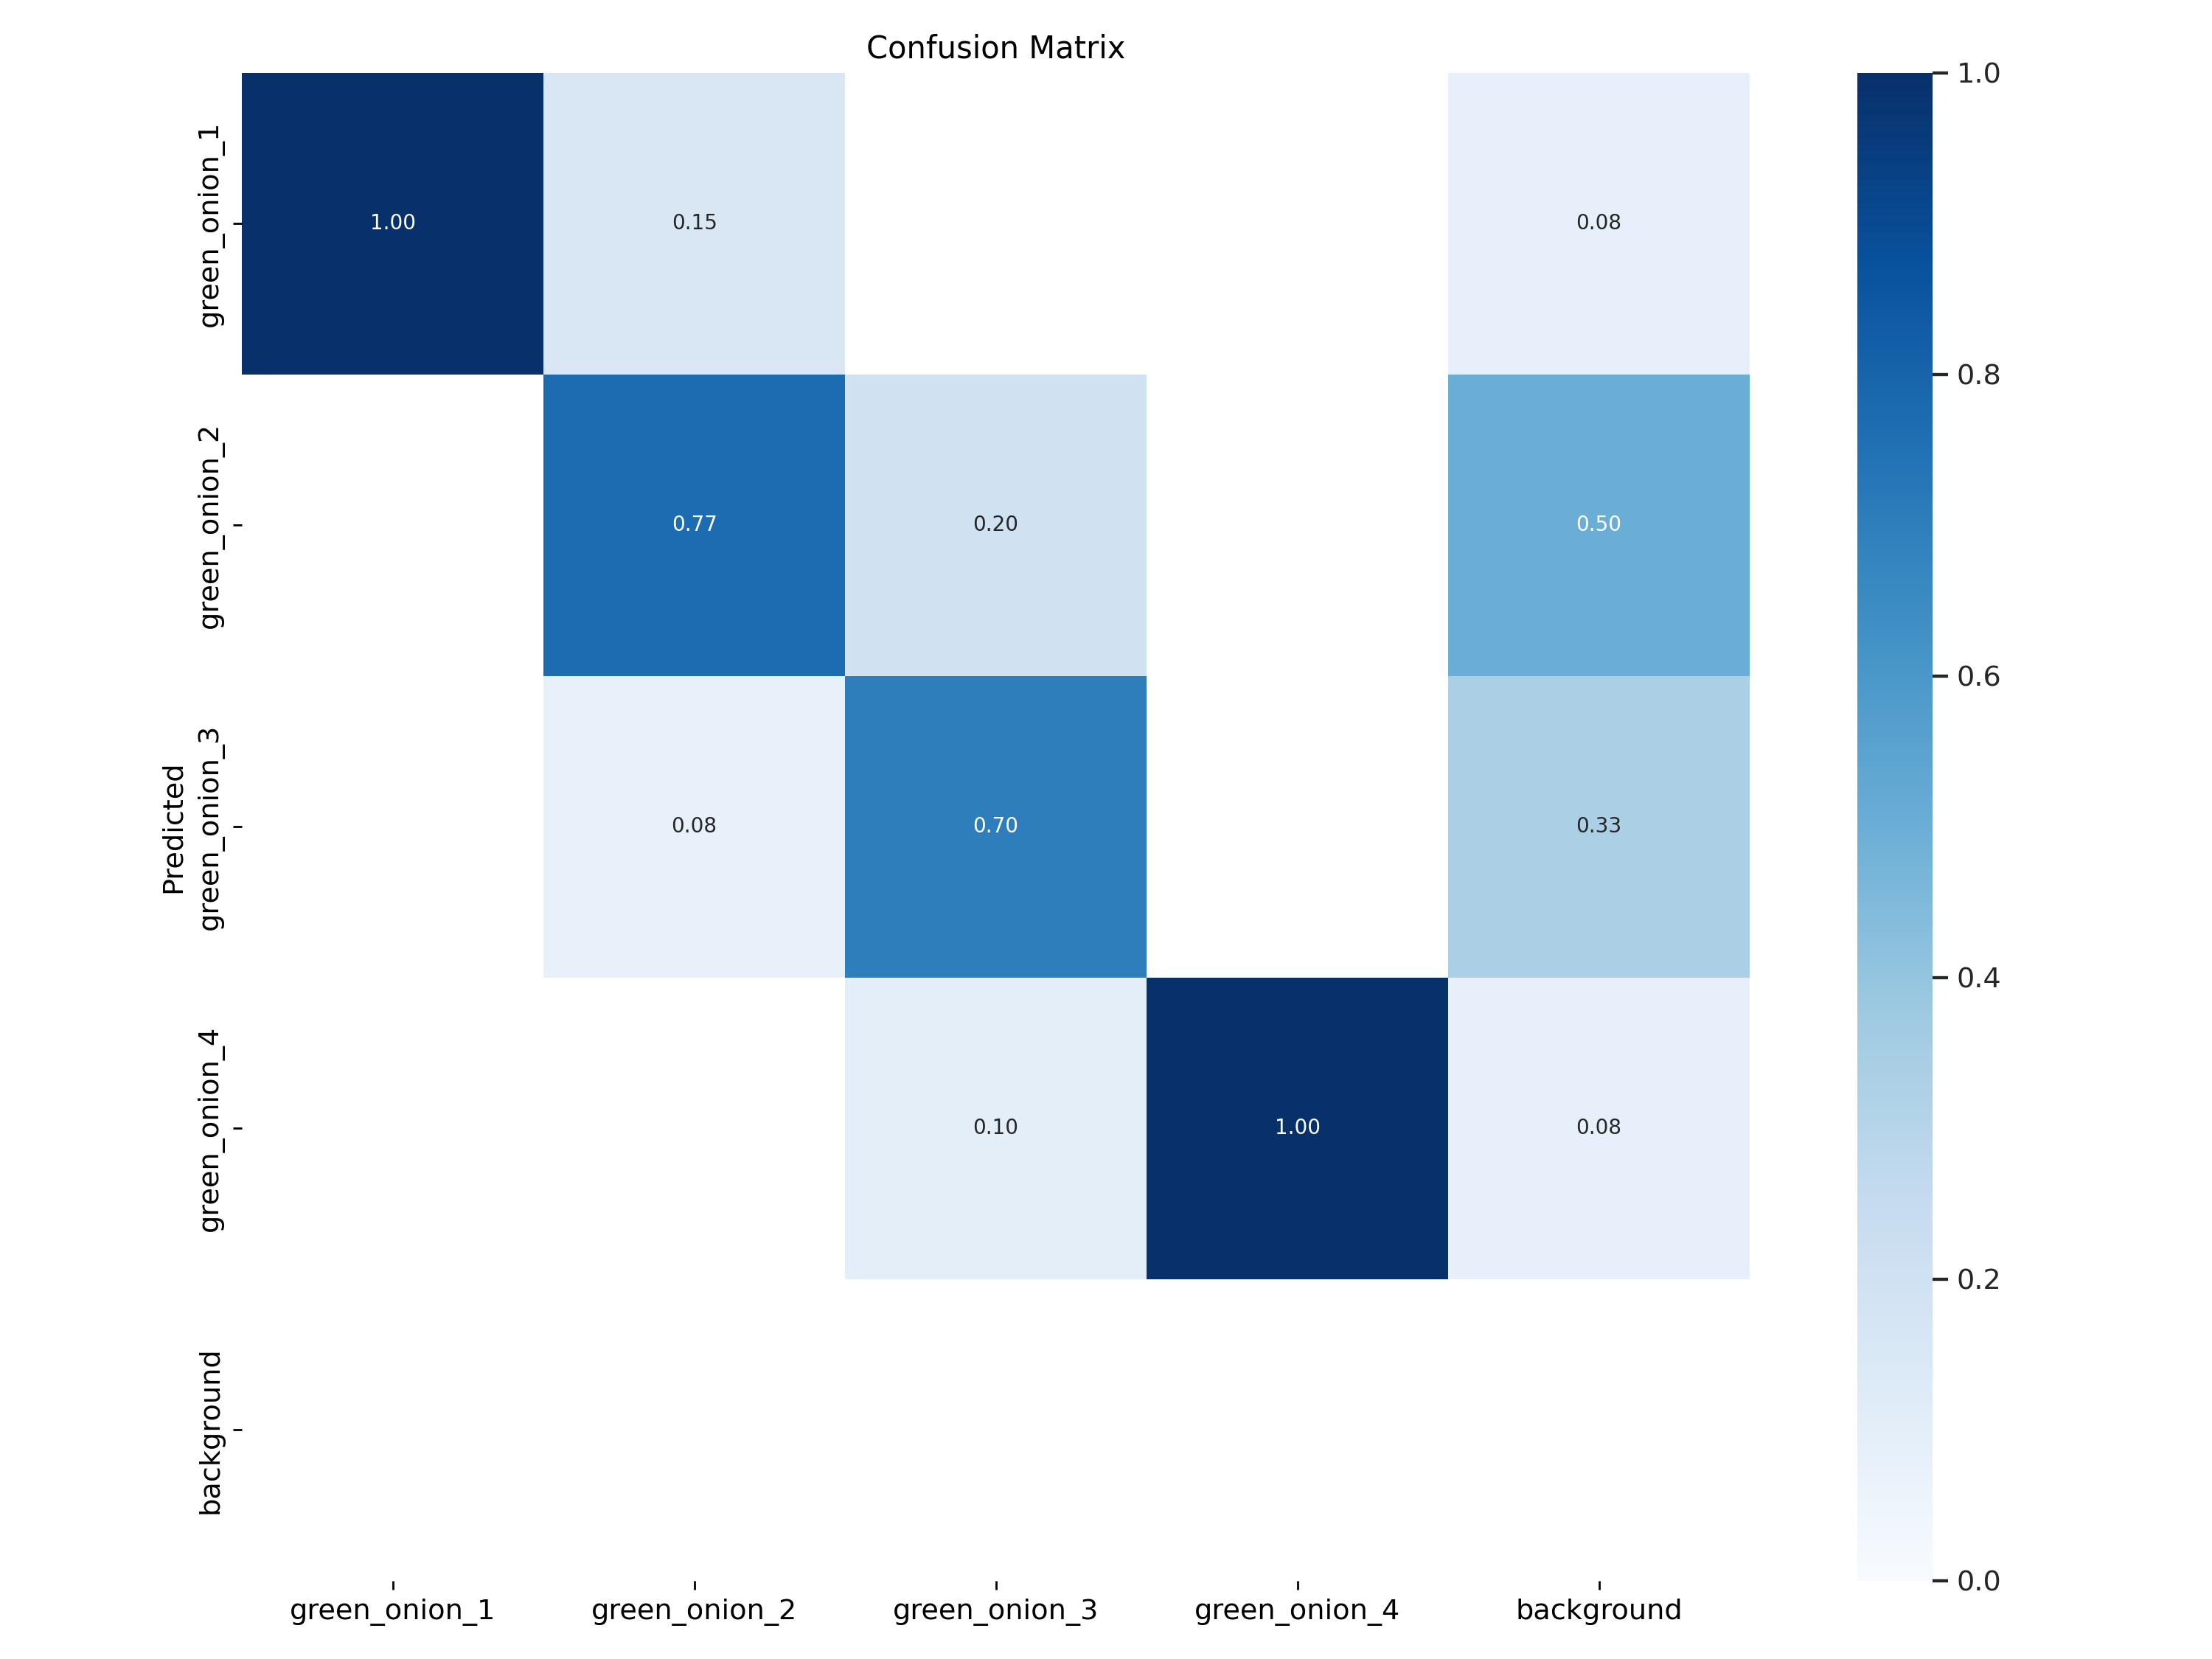 Confusion Matrix
green_onion_1
1.00
0.15
0.08
green_onion_2
0.77
0.20
0.50
Predicted
green_onion_3
0.08
0.70
0.33
green_onion_4
0.10
1.00
0.08
background
green_onion_1
green_onion_2
green_onion_3
green_onion_4
background
1.0
0.8
0.6
0.4
0.2
0.0